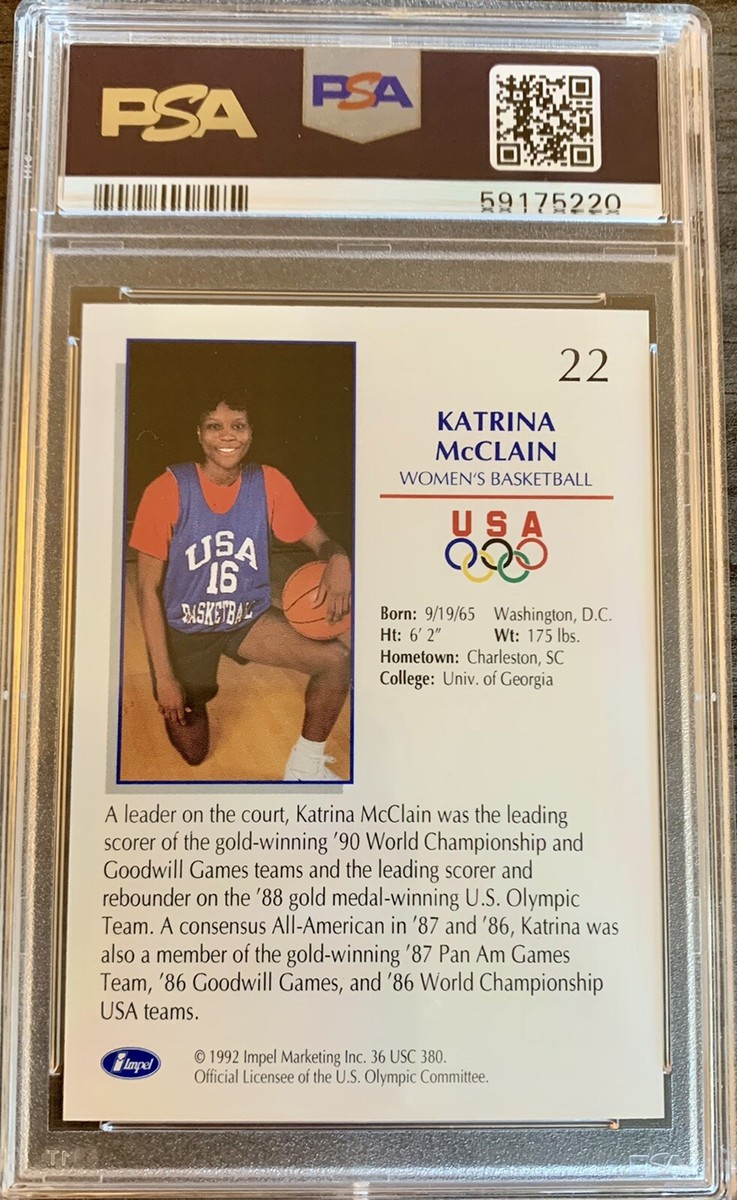 PSA
PSA
59175220
22
KATRINA
McCLAIN
WOMEN'S BASKETBALL
USA
USA
16
BASKETBAL
Born: 9/19/65 Washington, D.C.
Ht: 6' 2" Wt: 175 lbs.
Hometown: Charleston, SC
College: Univ. of Georgia
A leader on the court, Katrina McClain was the leading
scorer of the gold-winning '90 World Championship and
Goodwill Games teams and the leading scorer and
rebounder on the '88 gold medal-winning U.S. Olympic
Team. A consensus All-American in '87 and '86, Katrina was
also a member of the gold-winning '87 Pan Am Games
Team, '86 Goodwill Games, and '86 World Championship
USA teams.
Impel
© 1992 Impel Marketing Inc. 36 USC 380.
Official Licensee of the U.S. Olympic Committee.
PSA